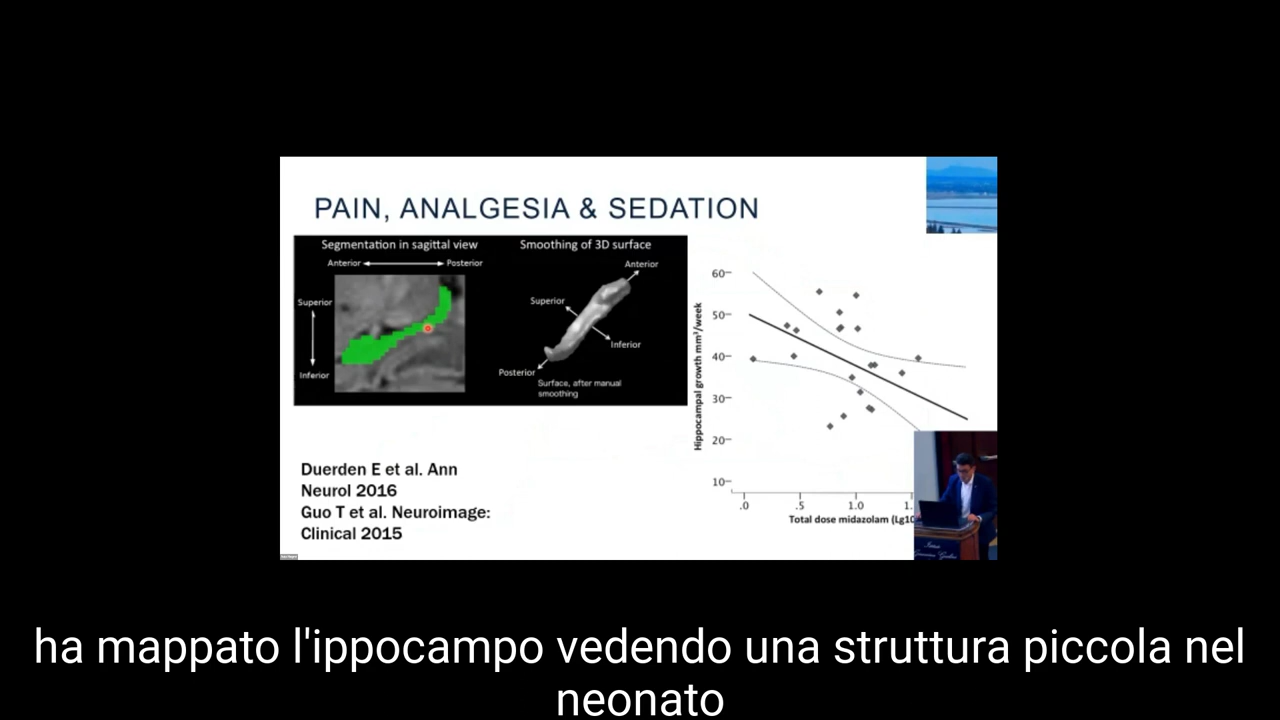 PAIN, ANALGESIA & SEDATION
Segmentation in sagittal view
Anterior
Posterior
Superior
Inferior
Smoothing of 3D surface
Anterior
Superior
Inferior
Posterior
Surface, after manual
smoothing
Hippocampal growth mm³/week
60
50
40
30
20
10
.0
.5
1.0
1.
Total dose midazolam (Lg10
Duerden E et al. Ann
Neurol 2016
Guo T et al. Neuroimage:
Clinical 2015
ha mappato l'ippocampo vedendo una struttura piccola nel
neonato